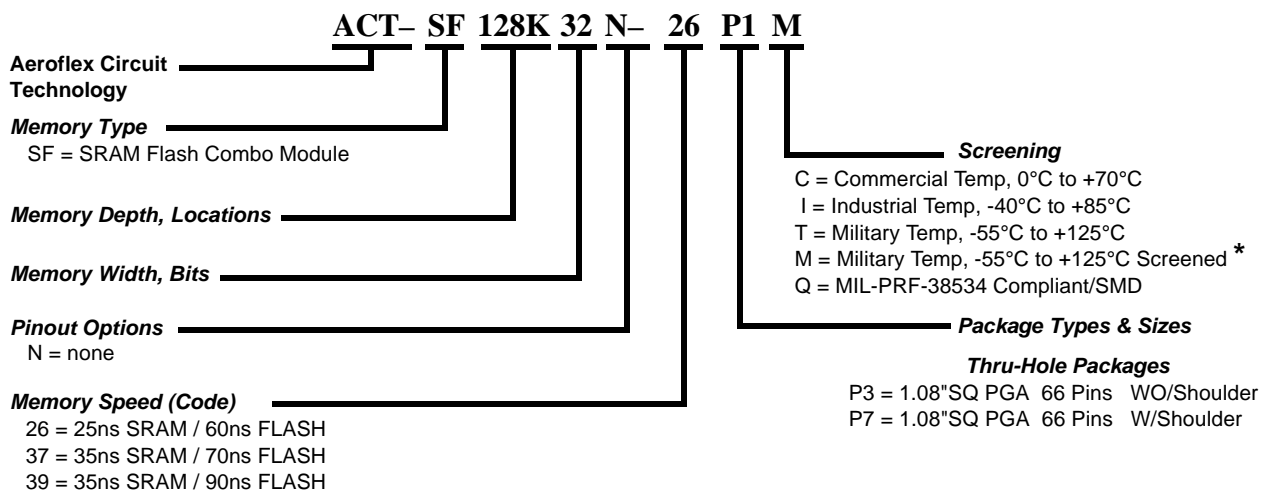 ACT– SF 128K 32 N– 26 P1 M
Aeroflex Circuit
Technology
Memory Type
SF = SRAM Flash Combo Module
Memory Depth, Locations
Memory Width, Bits
Pinout Options
N = none
Memory Speed (Code)
26 = 25ns SRAM / 60ns FLASH
37 = 35ns SRAM / 70ns FLASH
39 = 35ns SRAM / 90ns FLASH
Screening
C = Commercial Temp, 0°C to +70°C
I = Industrial Temp, -40°C to +85°C
T = Military Temp, -55°C to +125°C
M = Military Temp, -55°C to +125°C Screened *
Q = MIL-PRF-38534 Compliant/SMD
Package Types & Sizes
Thru-Hole Packages
P3 = 1.08"SQ PGA 66 Pins WO/Shoulder
P7 = 1.08"SQ PGA 66 Pins W/Shoulder